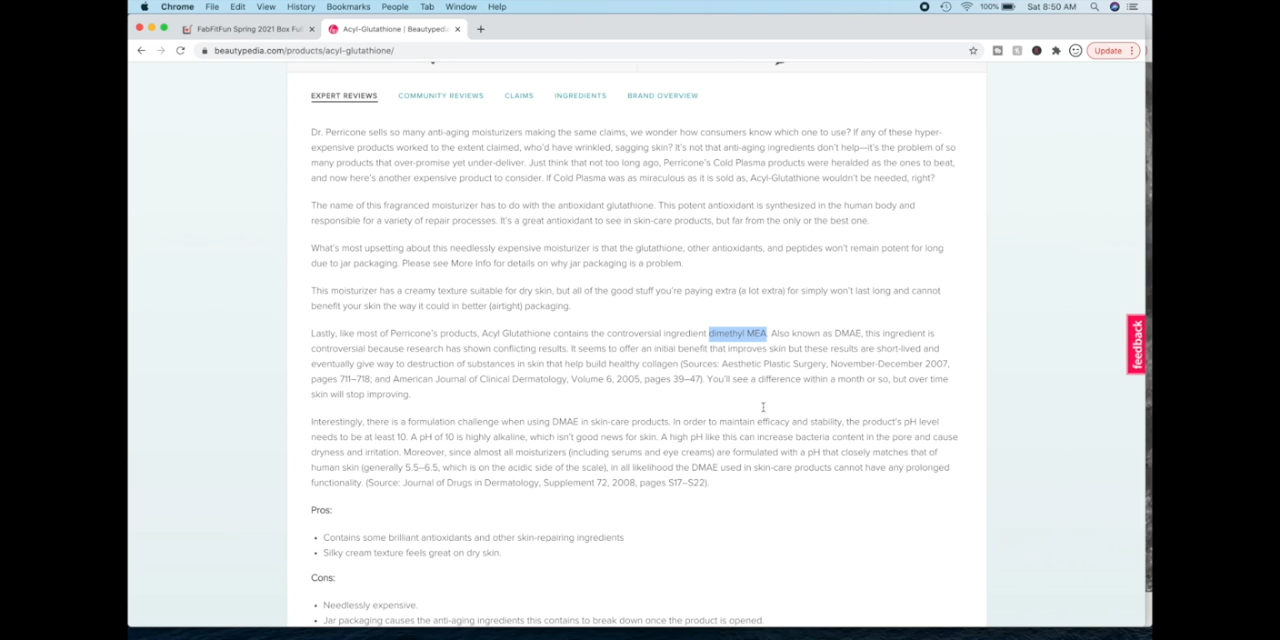 Chrome File Edit View History Bookmarks People Tab Window Help 100% Sat 8:50 AM
FabFitFun Spring 2021 Box Ful Acyl-Glutathione | Beautypedi
beautypedia.com/products/acyl-glutathione/ Update
EXPERT REVIEWS COMMUNITY REVIEWS CLAIMS INGREDIENTS BRAND OVERVIEW
Dr. Perricone sells so many anti-aging moisturizers making the same claims, we wonder how consumers know which one to use? If any of these hyper-
expensive products worked to the extent claimed, who'd have wrinkled, sagging skin? It's not that anti-aging ingredients don't help—it's the problem of so
many products that over-promise yet under-deliver. Just think that not too long ago, Perricone's Cold Plasma products were heralded as the ones to beat,
and now here's another expensive product to consider. If Cold Plasma was as miraculous as it is sold as, Acyl-Glutathione wouldn't be needed, right?
The name of this fragranced moisturizer has to do with the antioxidant glutathione. This potent antioxidant is synthesized in the human body and
responsible for a variety of repair processes. It's a great antioxidant to see in skin-care products, but far from the only or the best one.
What's most upsetting about this needlessly expensive moisturizer is that the glutathione, other antioxidants, and peptides won't remain potent for long
due to jar packaging. Please see More Info for details on why jar packaging is a problem.
This moisturizer has a creamy texture suitable for dry skin, but all of the good stuff you're paying extra (a lot extra) for simply won't last long and cannot
benefit your skin the way it could in better (airtight) packaging.
Lastly, like most of Perricone's products, Acyl Glutathione contains the controversial ingredient dimethyl MEA. Also known as DMAE, this ingredient is
controversial because research has shown conflicting results. It seems to offer an initial benefit that improves skin but these results are short-lived and
eventually give way to destruction of substances in skin that help build healthy collagen (Sources: Aesthetic Plastic Surgery, November-December 2007,
pages 711–718; and American Journal of Clinical Dermatology, Volume 6, 2005, pages 39–47). You'll see a difference within a month or so, but over time
skin will stop improving.
Interestingly, there is a formulation challenge when using DMAE in skin-care products. In order to maintain efficacy and stability, the product's pH level
needs to be at least 10. A pH of 10 is highly alkaline, which isn't good news for skin. A high pH like this can increase bacteria content in the pore and cause
dryness and irritation. Moreover, since almost all moisturizers (including serums and eye creams) are formulated with a pH that closely matches that of
human skin (generally 5.5–6.5, which is on the acidic side of the scale), in all likelihood the DMAE used in skin-care products cannot have any prolonged
functionality. (Source: Journal of Drugs in Dermatology, Supplement 72, 2008, pages S17–S22).
Pros:
• Contains some brilliant antioxidants and other skin-repairing ingredients
• Silky cream texture feels great on dry skin.
Cons:
• Needlessly expensive.
• Jar packaging causes the anti-aging ingredients this contains to break down once the product is opened.
feedback